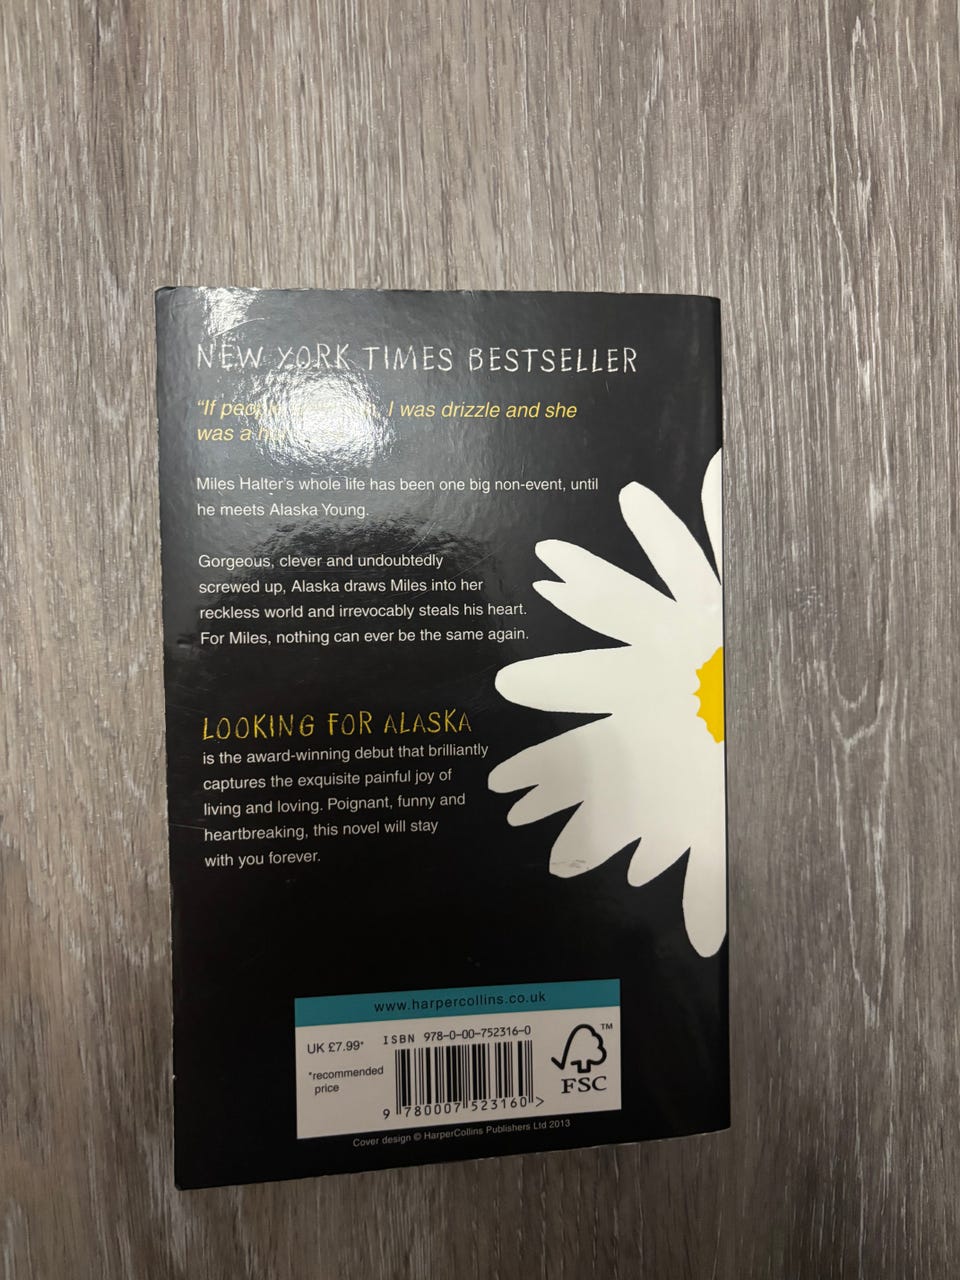 NEW YORK TIMES BESTSELLER
“If people I was drizzle and she
was a
Miles Halter's whole life has been one big non-event, until
he meets Alaska Young.
Gorgeous, clever and undoubtedly
screwed up, Alaska draws Miles into her
reckless world and irrevocably steals his heart.
For Miles, nothing can ever be the same again.
LOOKING FOR ALASKA
is the award-winning debut that brilliantly
captures the exquisite painful joy of
living and loving. Poignant, funny and
heartbreaking, this novel will stay
with you forever.
www.harpercollins.co.uk
UK £7.99*
*recommended
price
ISBN 978-0-00-752316-0
9 780007 523160 >
FSC
™
Cover design © HarperCollins Publishers Ltd 2013